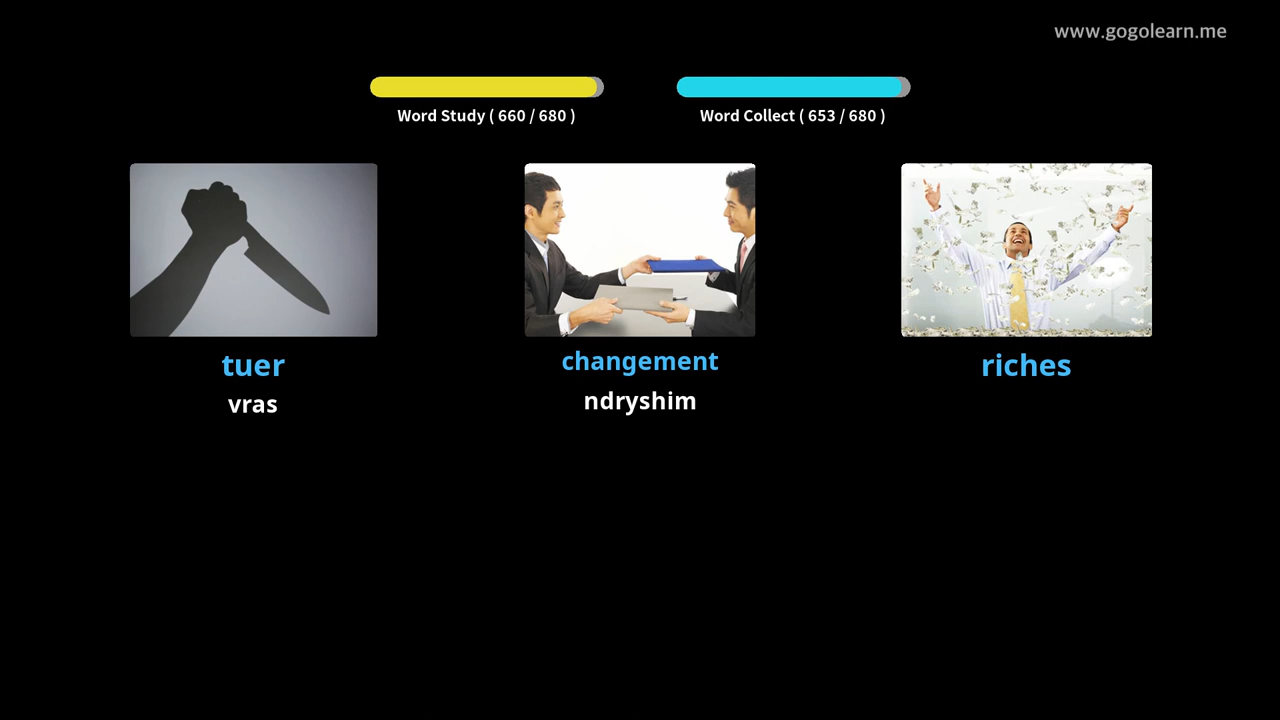 www.gogolearn.me
Word Study ( 660 / 680 )
Word Collect ( 653 / 680 )
tuer
vras
changement
ndryshim
riches